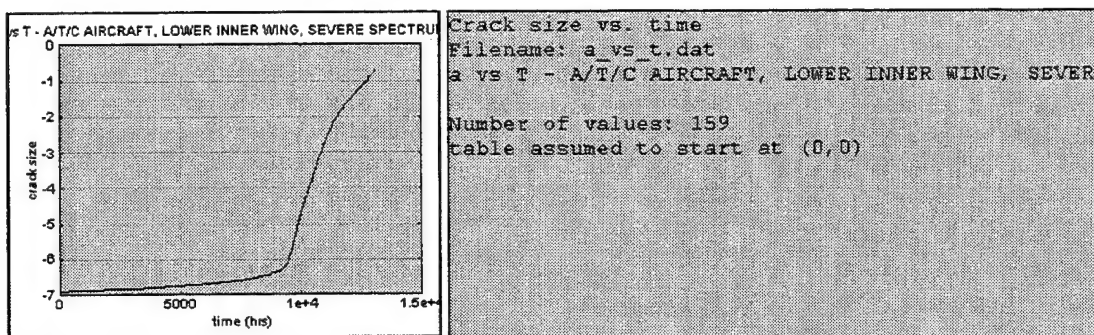 /s T - A/T/C AIRCRAFT, LOWER INNER WING, SEVERE SPECTRU
0
-1
-2
-3
-4
-5
-6
-7
crack size
0
5000
1e+4
1.5e+4
time (hrs)
Crack size vs. time
Filename: a_vs_t.dat
a vs T - A/T/C AIRCRAFT, LOWER INNER WING, SEVER
Number of values: 159
table assumed to start at (0,0)